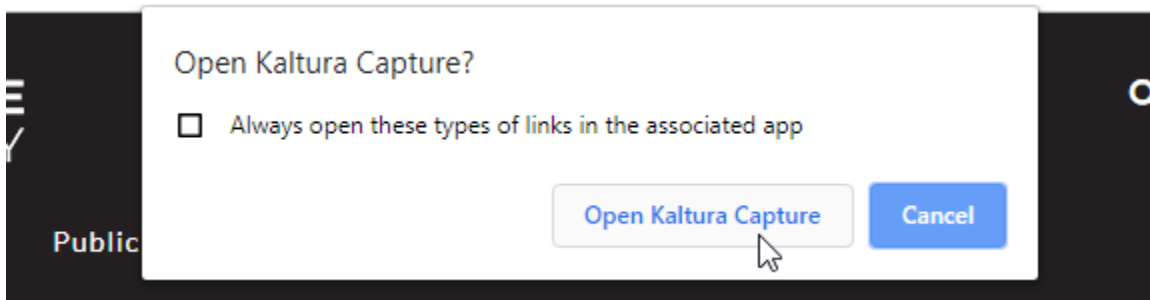 Open Kaltura Capture?
Always open these types of links in the associated app
Open Kaltura Capture
Cancel
Public